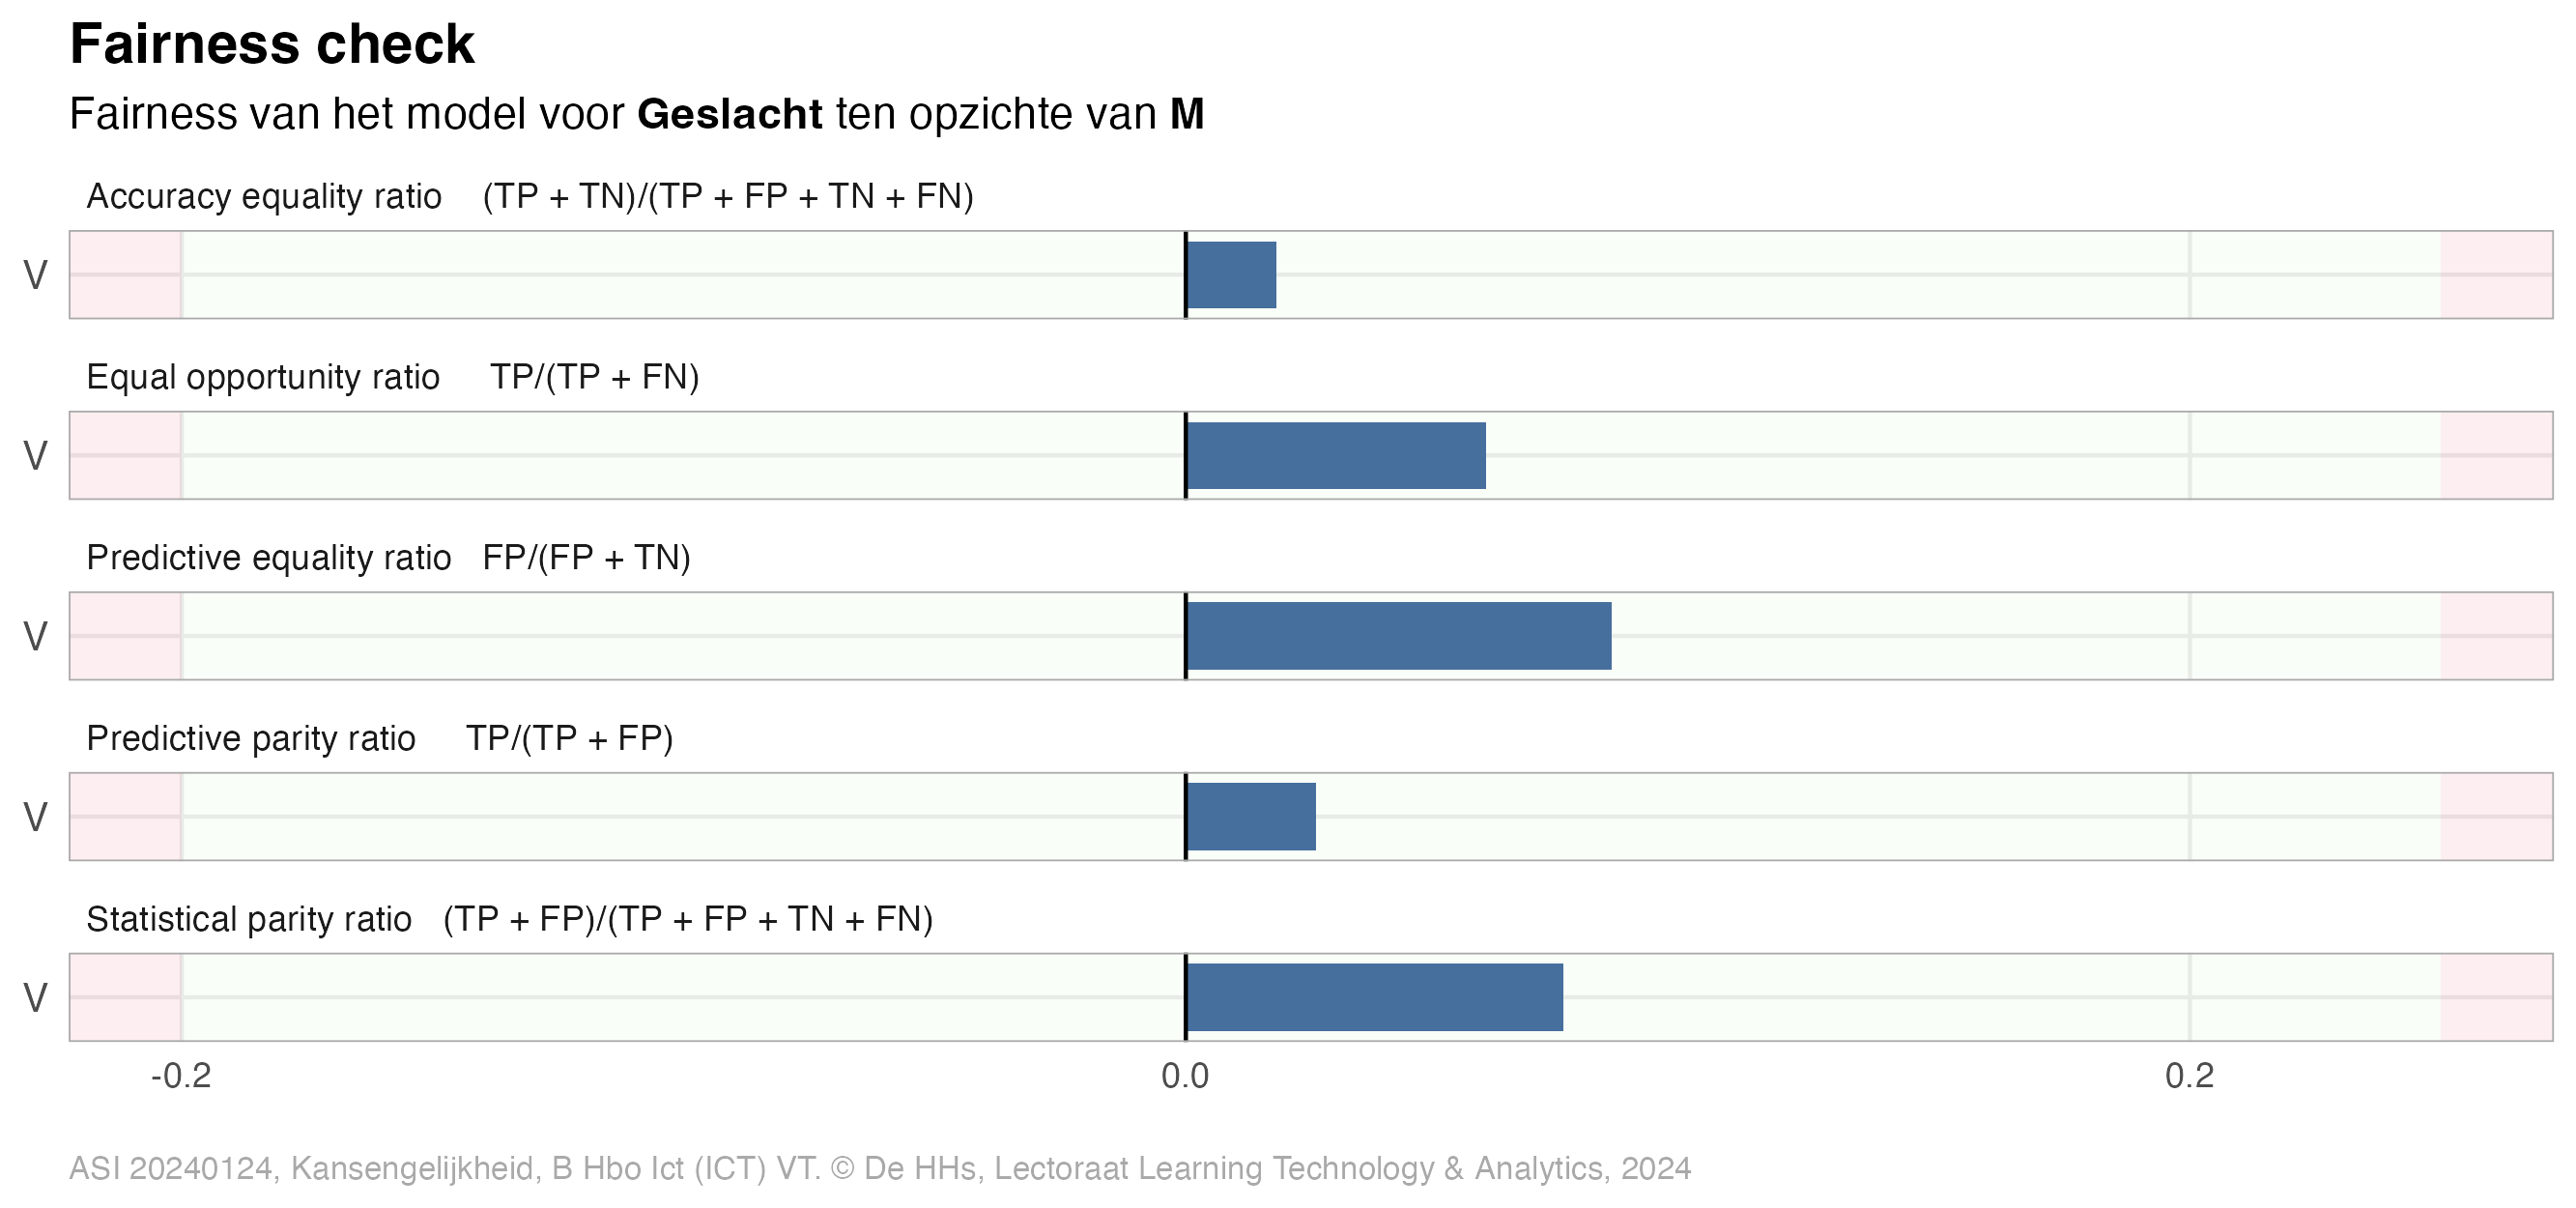 Fairness check
Fairness van het model voor Geslacht ten opzichte van M
Accuracy equality ratio (TP + TN)/(TP + FP + TN + FN)
V
Equal opportunity ratio TP/(TP + FN)
V
Predictive equality ratio FP/(FP + TN)
V
Predictive parity ratio TP/(TP + FP)
V
Statistical parity ratio (TP + FP)/(TP + FP + TN + FN)
V
-0.2 0.0 0.2
ASI 20240124, Kansengelijkheid, B Hbo Ict (ICT) VT. © De HHs, Lectoraat Learning Technology & Analytics, 2024